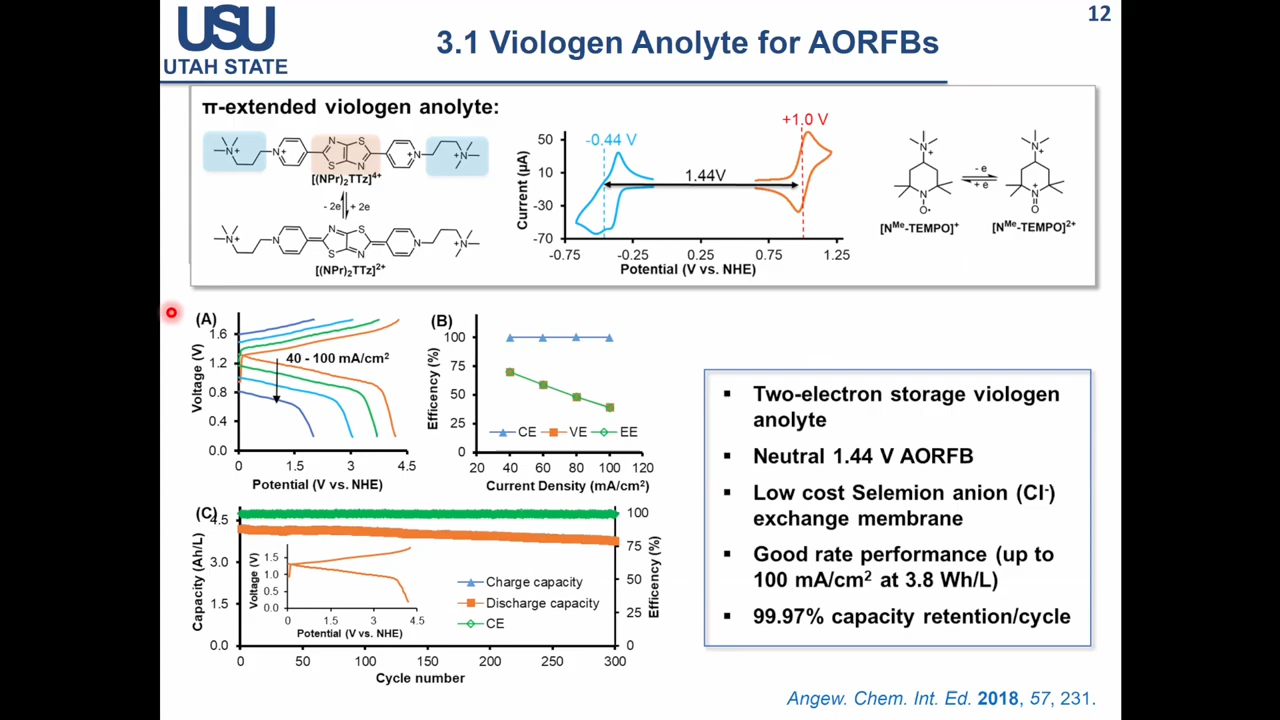 USU
UTAH STATE
12
3.1 Viologen Anolyte for AORFBs
π-extended viologen anolyte:
[(NPr)₂TTz]⁴⁺
- 2e + 2e
[(NPr)₂TTz]²⁺
-0.44 V
+1.0 V
1.44V
Current (µA)
50
10
-30
-70
-0.75 -0.25 0.25 0.75 1.25
Potential (V vs. NHE)
- e
+ e
[Nᴹᵉ-TEMPO]⁺
[Nᴹᵉ-TEMPO]²⁺
(A)
Voltage (V)
1.6
1.2
0.8
0.4
0.0
40 - 100 mA/cm²
0 1.5 3 4.5
Potential (V vs. NHE)
(B)
Efficency (%)
100
75
50
25
0
CE VE EE
20 40 60 80 100 120
Current Density (mA/cm²)
(C)
Capacity (Ah/L)
4.5
3.0
1.5
0.0
Voltage (V)
1.5
1.0
0.5
0.0
0 1.5 3 4.5
Potential (V vs. NHE)
Charge capacity
Discharge capacity
CE
100
75
50
25
0
Efficency (%)
0 50 100 150 200 250 300
Cycle number
▪ Two-electron storage viologen
anolyte
▪ Neutral 1.44 V AORFB
▪ Low cost Selemion anion (Cl⁻)
exchange membrane
▪ Good rate performance (up to
100 mA/cm² at 3.8 Wh/L)
▪ 99.97% capacity retention/cycle
Angew. Chem. Int. Ed. 2018, 57, 231.